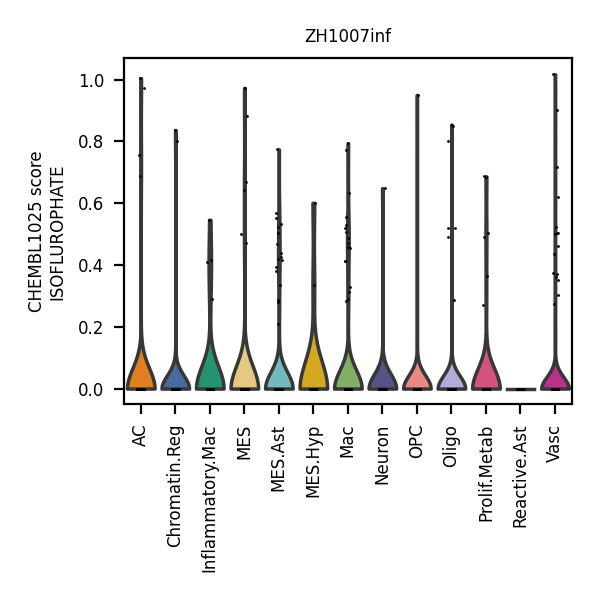 ZH1007inf
CHEMBL1025 score
ISOFLUROPHATE
1.0
0.8
0.6
0.4
0.2
0.0
AC
Chromatin.Reg
Inflammatory.Mac
MES
MES.Ast
MES.Hyp
Mac
Neuron
OPC
Oligo
Prolif.Metab
Reactive.Ast
Vasc